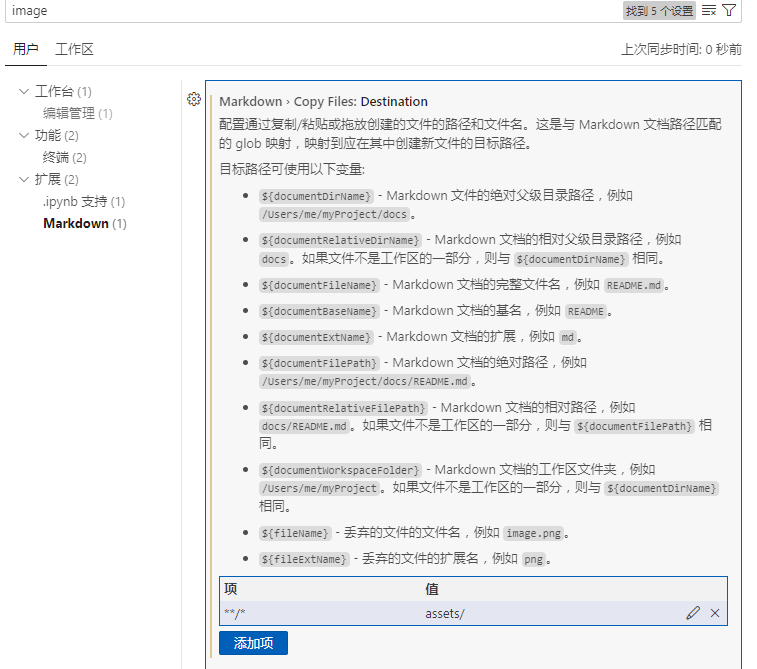 image
找到 5 个设置
用户 工作区
上次同步时间: 0 秒前
工作台 (1)
编辑管理 (1)
功能 (2)
终端 (2)
扩展 (2)
.ipynb 支持 (1)
Markdown (1)
Markdown › Copy Files: Destination
配置通过复制/粘贴或拖放创建的文件的路径和文件名。这是与 Markdown 文档路径匹配
的 glob 映射，映射到应在其中创建新文件的目标路径。
目标路径可使用以下变量:
• ${documentDirName} - Markdown 文件的绝对父级目录路径，例如
/Users/me/myProject/docs。
• ${documentRelativeDirName} - Markdown 文档的相对父级目录路径，例如
docs。如果文件不是工作区的一部分，则与 ${documentDirName} 相同。
• ${documentFileName} - Markdown 文档的完整文件名，例如 README.md。
• ${documentBaseName} - Markdown 文档的基名，例如 README。
• ${documentExtName} - Markdown 文档的扩展，例如 md。
• ${documentFilePath} - Markdown 文档的绝对路径，例如
/Users/me/myProject/docs/README.md。
• ${documentRelativeFilePath} - Markdown 文档的相对路径，例如
docs/README.md。如果文件不是工作区的一部分，则与 ${documentFilePath} 相
同。
• ${documentWorkspaceFolder} - Markdown 文档的工作区文件夹，例如
/Users/me/myProject。如果文件不是工作区的一部分，则与 ${documentDirName}
相同。
• ${fileName} - 丢弃的文件的文件名，例如 image.png。
• ${fileExtName} - 丢弃的文件的扩展名，例如 png。
项 值
**/* assets/
添加项